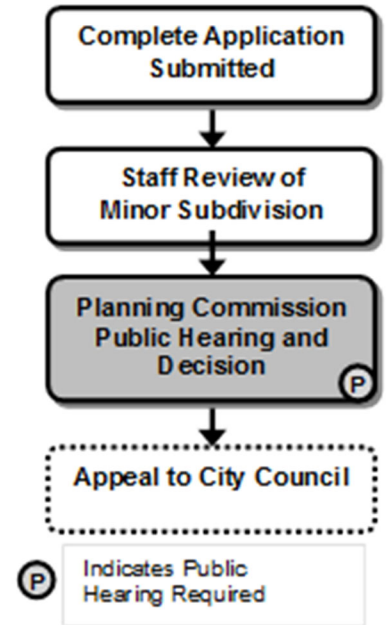 Complete Application
Submitted
Staff Review of
Minor Subdivision
Planning Commission
Public Hearing and
Decision
P
Appeal to City Council
P
Indicates Public
Hearing Required